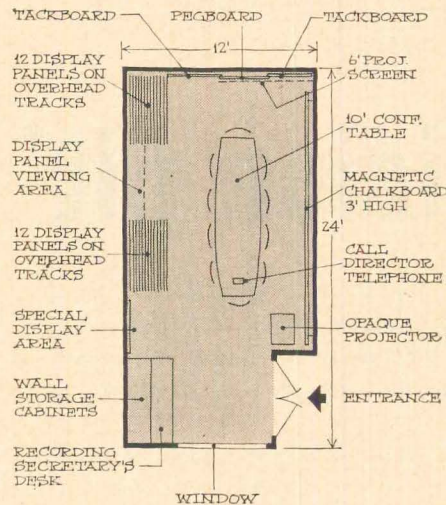 TACKBOARD
PEGBOARD
TACKBOARD
12'
12 DISPLAY
PANELS ON
OVERHEAD
TRACKS
DISPLAY
PANEL
VIEWING
AREA
12 DISPLAY
PANELS ON
OVERHEAD
TRACKS
SPECIAL
DISPLAY
AREA
WALL
STORAGE
CABINETS
RECORDING
SECRETARY'S
DESK
WINDOW
6' PROJ.
SCREEN
10' CONF.
TABLE
MAGNETIC
CHALKBOARD
3' HIGH
24'
CALL
DIRECTOR
TELEPHONE
OPAQUE
PROJECTOR
ENTRANCE